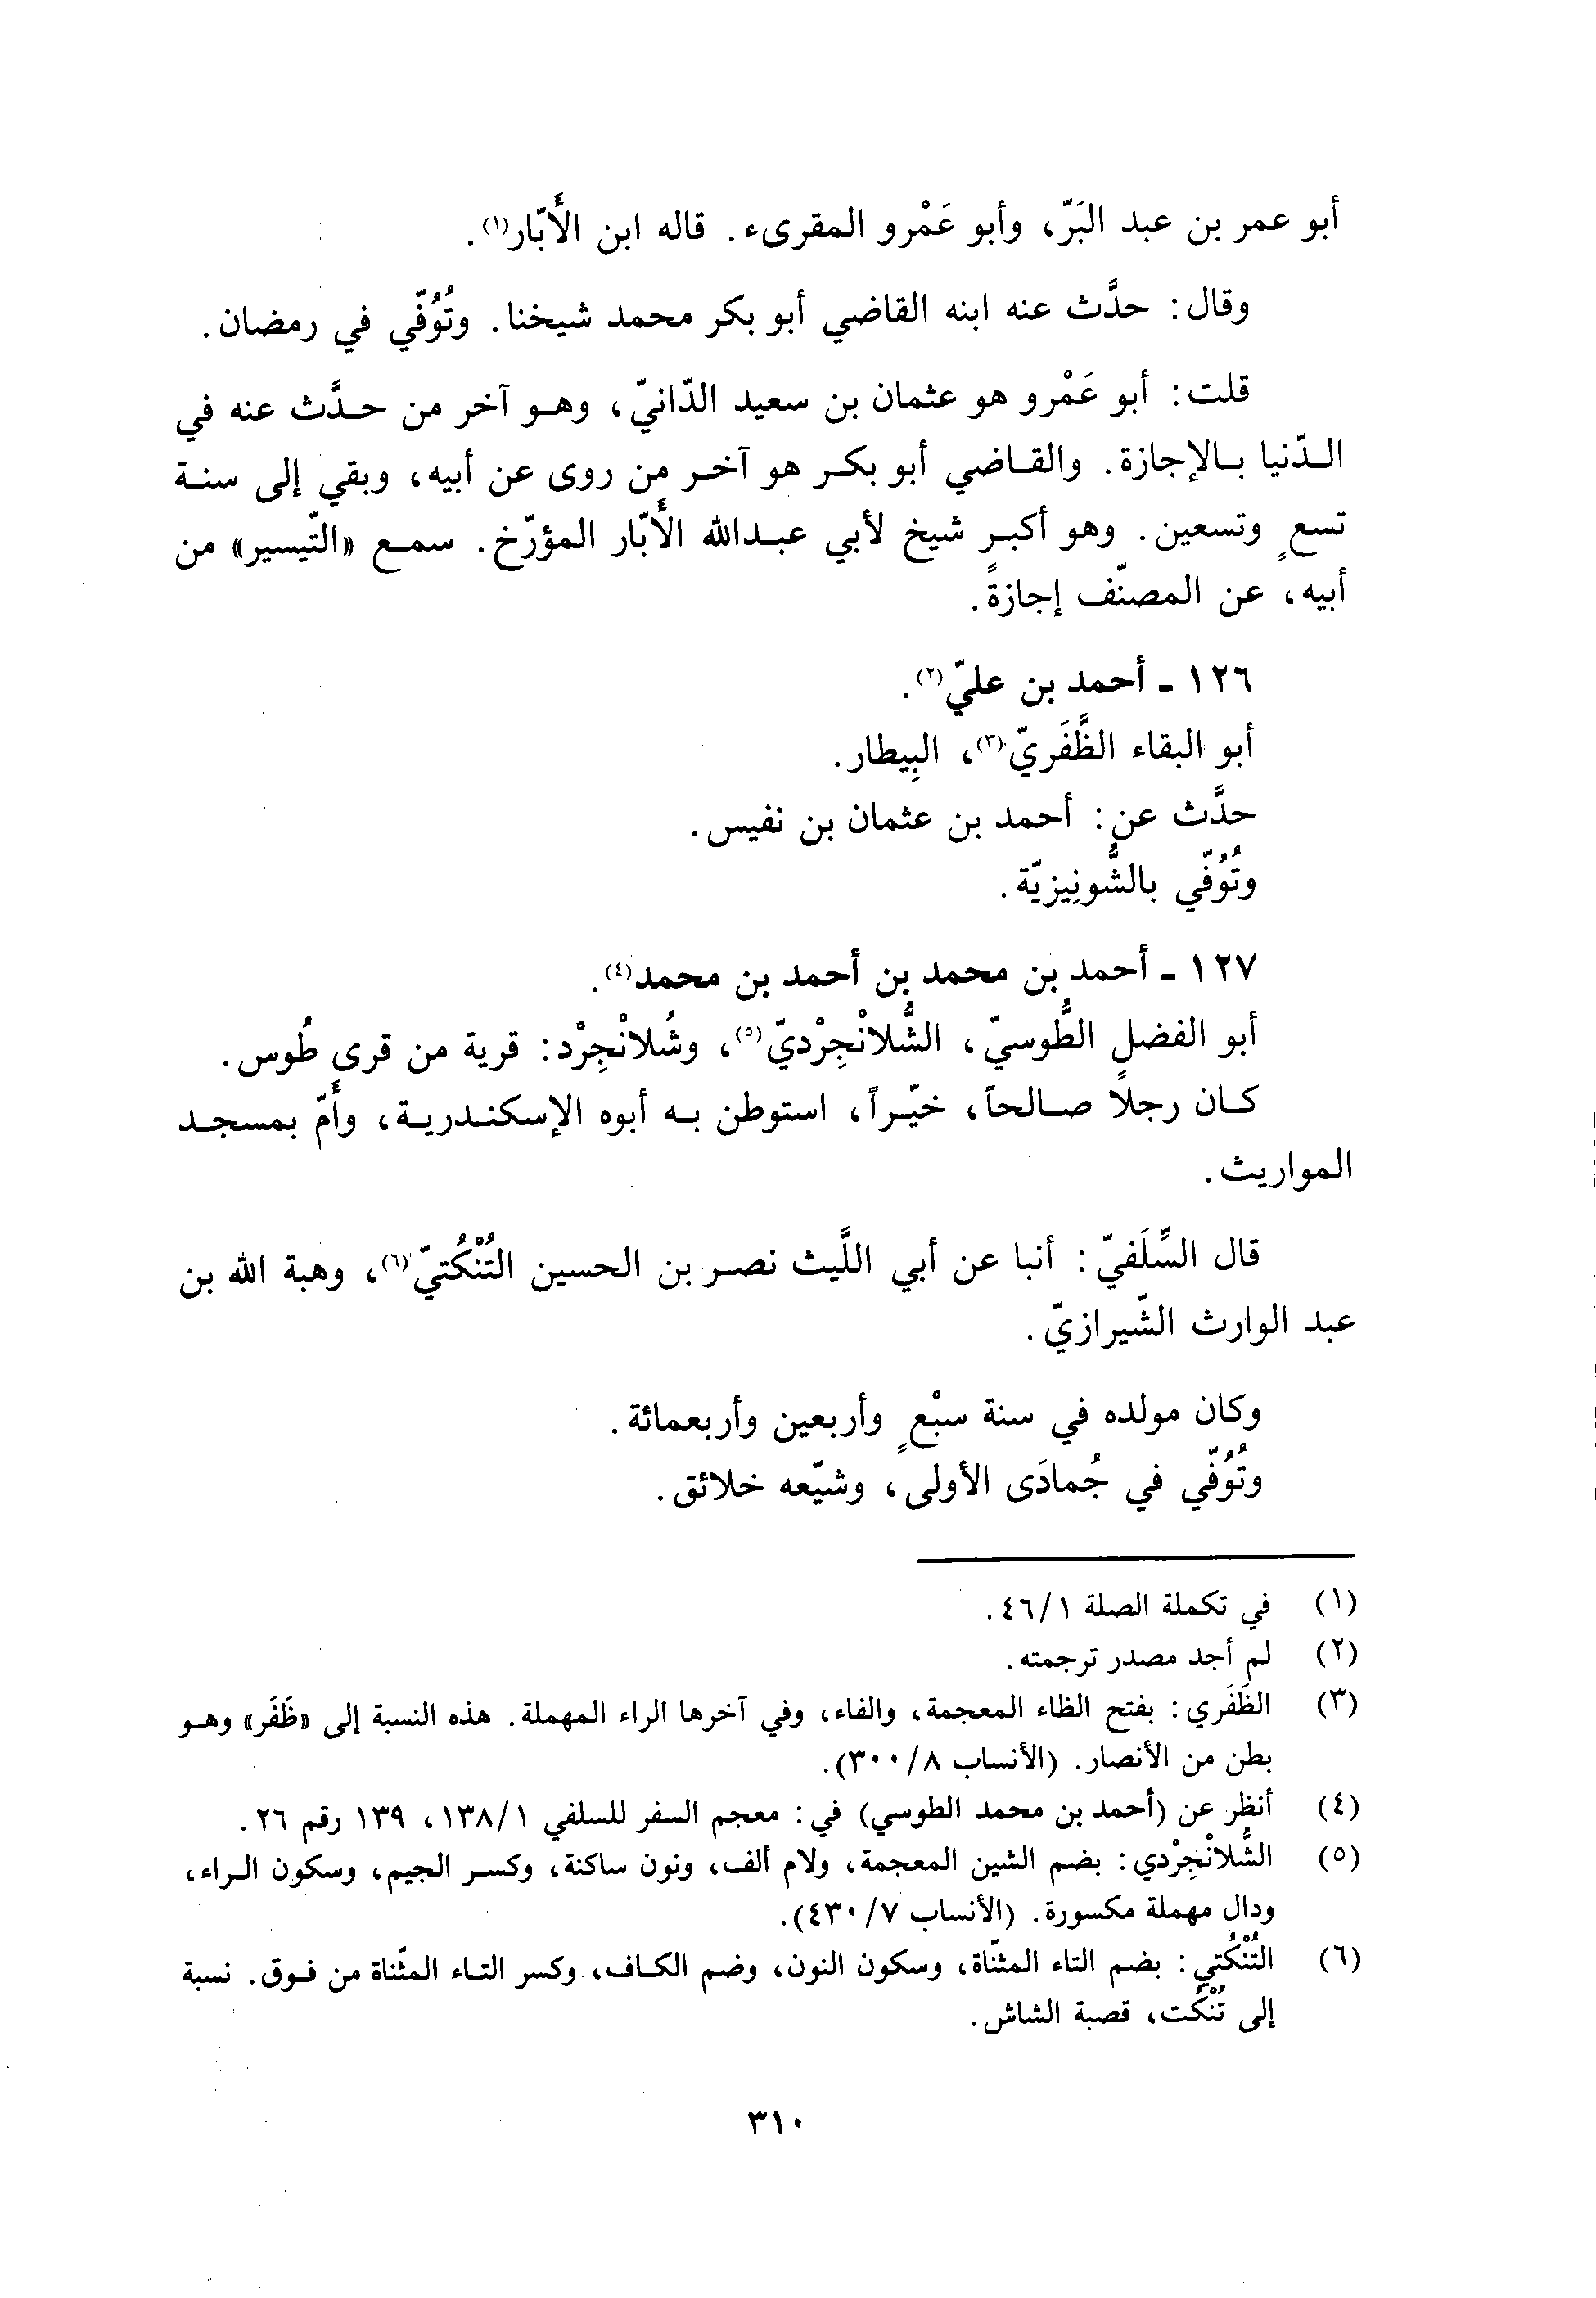 أبو عمر بن عبد البَرّ، وأبو عَمْرو المقرىء. قاله ابن الأَبّار(١).
وقال: حدَّث عنه ابنه القاضي أبو بكر محمد شيخنا. وتُوُفّي في رمضان.
قلت: أبو عَمْرو هو عثمان بن سعيد الدّانيّ، وهو آخر من حدَّث عنه في
الدّنيا بالإجازة. والقاضي أبو بكر هو آخر من روى عن أبيه، وبقي إلى سنة
تسعٍ وتسعين. وهو أكبر شيخ لأبي عبدالله الأَبّار المؤرّخ. سمع «التّيسير» من
أبيه، عن المصنّف إجازةً.
١٢٦ - أحمد بن عليّ(٢).
أبو البقاء الظَّفَريّ(٣)، البِيطار.
حدَّث عن: أحمد بن عثمان بن نفيس.
وتُوُفّي بالشُّونِيزيّة.
١٢٧ - أحمد بن محمد بن أحمد بن محمد(٤).
أبو الفضل الطُّوسيّ، الشُّلانْجِرْديّ(٥)، وشُلانْجِرْد: قرية من قرى طُوس.
كان رجلًا صالحاً، خيّراً، استوطن به أبوه الإسكندرية، وأَمّ بمسجد
المواريث.
قال السِّلَفيّ: أنبا عن أبي اللَّيث نصر بن الحسين التُنْكُتيّ(٦)، وهبة الله بن
عبد الوارث الشّيرازيّ.
وكان مولده في سنة سبْعٍ وأربعين وأربعمائة.
وتُوُفّي في جُمادَى الأولى، وشيّعه خلائق.
(١) في تكملة الصلة ٤٦/١.
(٢) لم أجد مصدر ترجمته.
(٣) الظَفَري: بفتح الظاء المعجمة، والفاء، وفي آخرها الراء المهملة. هذه النسبة إلى «ظَفَر» وهو
بطن من الأنصار. (الأنساب ٣٠٠/٨).
(٤) أنظر عن (أحمد بن محمد الطوسي) في: معجم السفر للسلفي ١٣٨/١، ١٣٩ رقم ٢٦.
(٥) الشُّلانْجِرْدي: بضم الشين المعجمة، ولام ألف، ونون ساكنة، وكسر الجيم، وسكون الراء،
ودال مهملة مكسورة. (الأنساب ٤٣٠/٧).
(٦) التُنْكُتي: بضم التاء المثنّاة، وسكون النون، وضم الكاف، وكسر التاء المثّناة من فوق. نسبة
إلى تُنْكُت، قصبة الشاش.
٣١٠